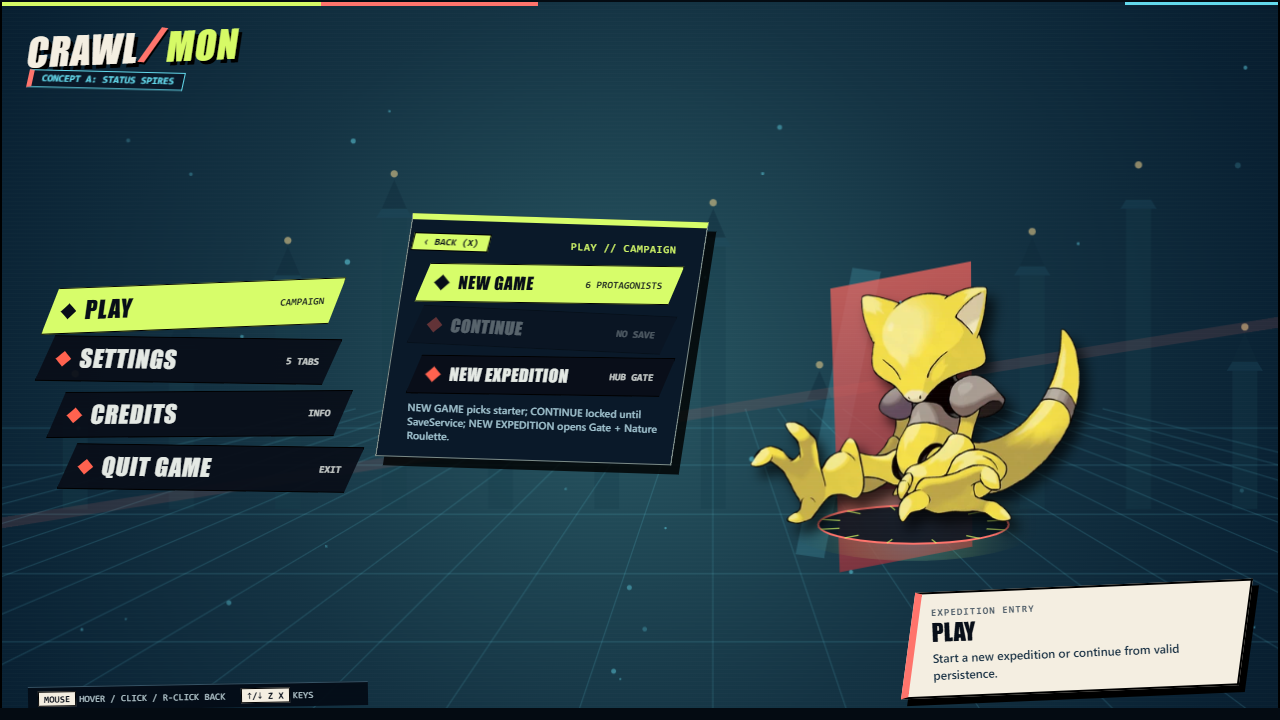 CRAWL/MON
CONCEPT A: STATUS SPIRES
PLAY CAMPAIGN
SETTINGS 5 TABS
CREDITS INFO
QUIT GAME EXIT
‹ BACK (X) PLAY // CAMPAIGN
NEW GAME 6 PROTAGONISTS
CONTINUE NO SAVE
NEW EXPEDITION HUB GATE
NEW GAME picks starter; CONTINUE locked until
SaveService; NEW EXPEDITION opens Gate + Nature
Roulette.
EXPEDITION ENTRY
PLAY
Start a new expedition or continue from valid
persistence.
MOUSE HOVER / CLICK / R-CLICK BACK ↑/↓ Z X KEYS